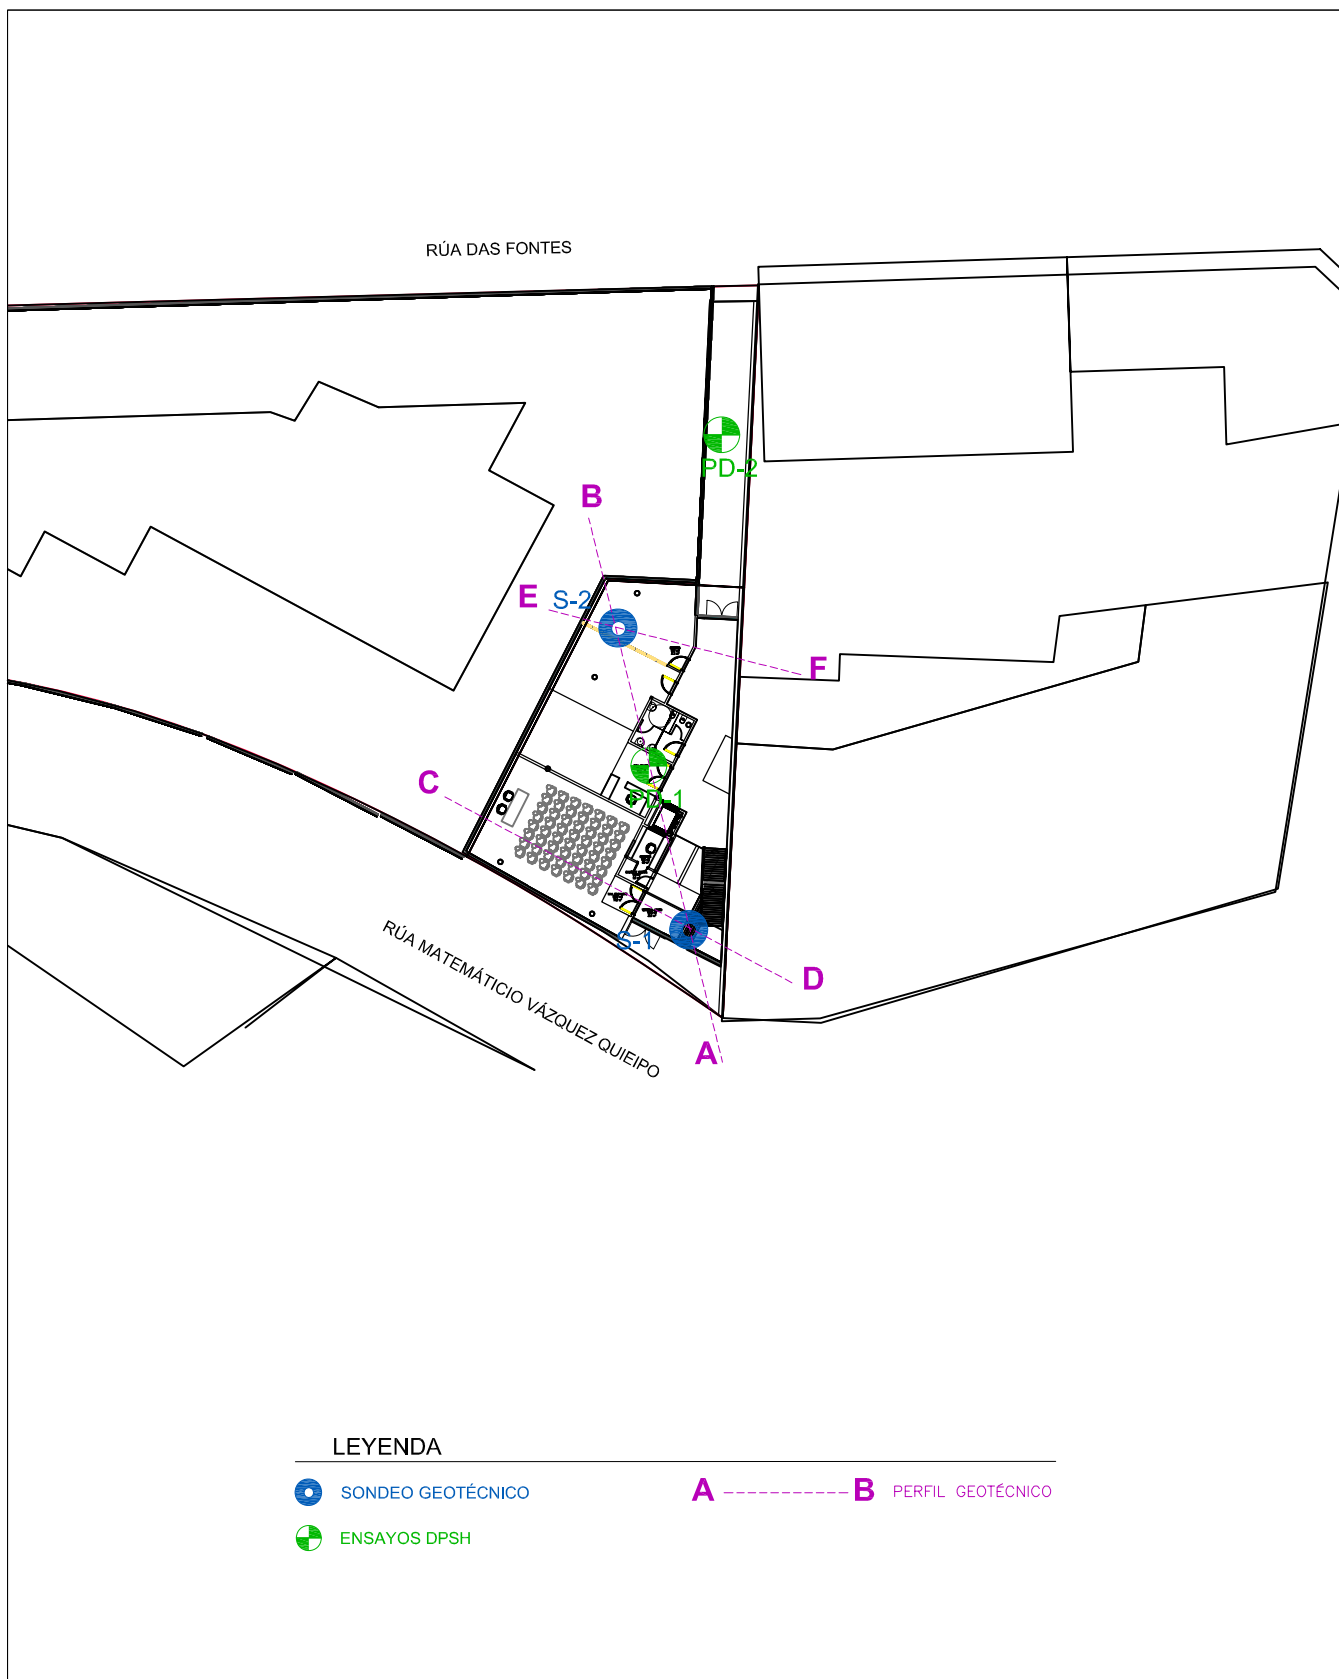 RÚA DAS FONTES
PD-2
B
E
S-2
F
C
PD-1
S-1
D
RÚA MATEMÁTICIO VÁZQUEZ QUIEIPO
A
LEYENDA
SONDEO GEOTÉCNICO
A
B
PERFIL GEOTÉCNICO
ENSAYOS DPSH